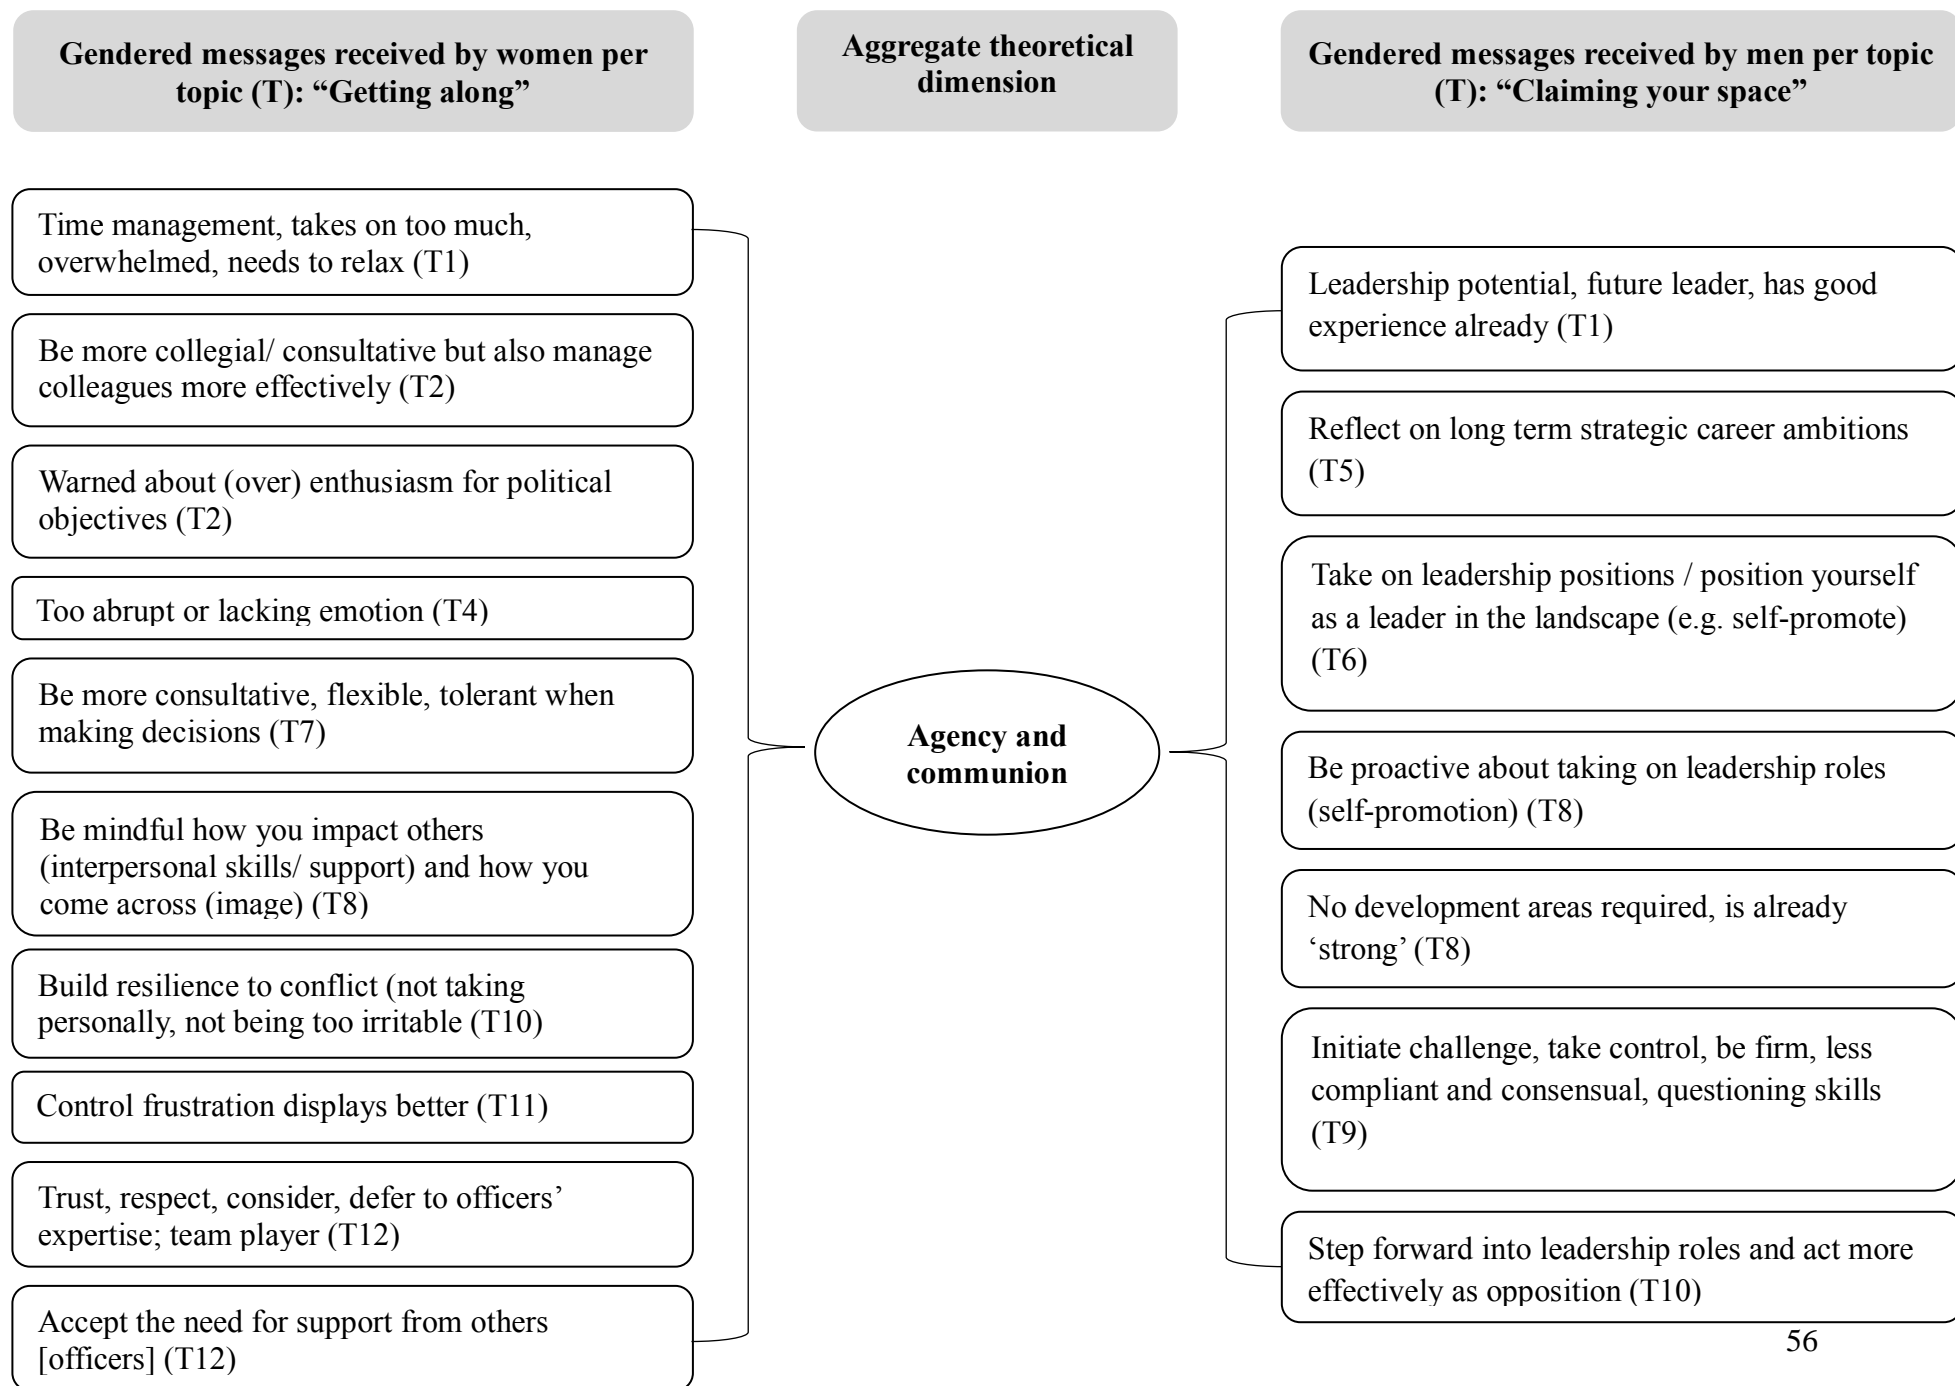 Gendered messages received by women per
topic (T): “Getting along”
Aggregate theoretical
dimension
Gendered messages received by men per topic
(T): “Claiming your space”
Time management, takes on too much,
overwhelmed, needs to relax (T1)
Be more collegial/ consultative but also manage
colleagues more effectively (T2)
Warned about (over) enthusiasm for political
objectives (T2)
Too abrupt or lacking emotion (T4)
Be more consultative, flexible, tolerant when
making decisions (T7)
Be mindful how you impact others
(interpersonal skills/ support) and how you
come across (image) (T8)
Build resilience to conflict (not taking
personally, not being too irritable (T10)
Control frustration displays better (T11)
Trust, respect, consider, defer to officers’
expertise; team player (T12)
Accept the need for support from others
[officers] (T12)
Agency and
communion
Leadership potential, future leader, has good
experience already (T1)
Reflect on long term strategic career ambitions
(T5)
Take on leadership positions / position yourself
as a leader in the landscape (e.g. self-promote)
(T6)
Be proactive about taking on leadership roles
(self-promotion) (T8)
No development areas required, is already
‘strong’ (T8)
Initiate challenge, take control, be firm, less
compliant and consensual, questioning skills
(T9)
Step forward into leadership roles and act more
effectively as opposition (T10)
56